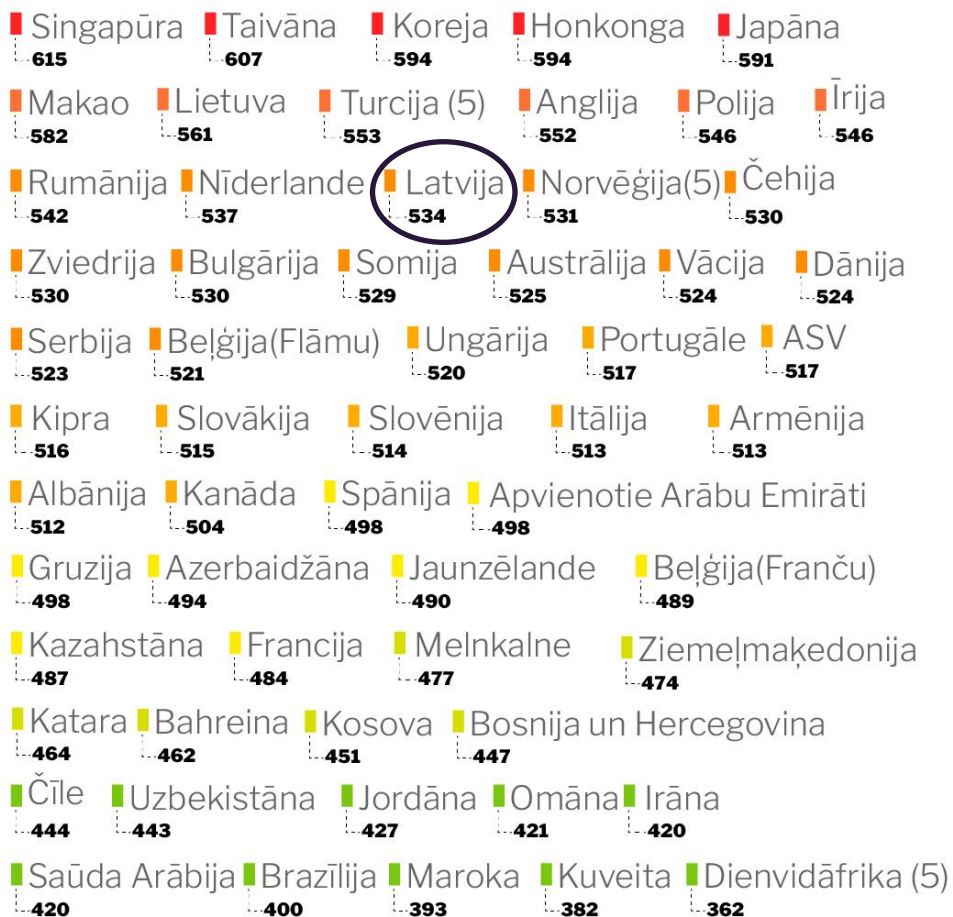 Singapūra Taivāna Koreja Honkonga Japāna
615 607 594 594 591
Makao Lietuva Turcija (5) Anglija Polija Īrija
582 561 553 552 546 546
Rumānija Nīderlande Latvija Norvēģija(5) Čehija
542 537 534 531 530
Zviedrija Bulgārija Somija Austrālija Vācija Dānija
530 530 529 525 524 524
Serbija Beļģija(Flāmu) Ungārija Portugāle ASV
523 521 520 517 517
Kipra Slovākija Slovēnija Itālija Armēnija
516 515 514 513 513
Albānija Kanāda Spānija Apvienotie Arābu Emirāti
512 504 498 498
Gruzija Azerbaidžāna Jaunzēlande Beļģija(Franču)
498 494 490 489
Kazahstāna Francija Melnkalne Ziemeļmaķedonija
487 484 477 474
Katara Bahreina Kosova Bosnija un Hercegovina
464 462 451 447
Čīle Uzbekistāna Jordāna Omāna Irāna
444 443 427 421 420
Saūda Arābija Brazīlija Maroka Kuveita Dienvidāfrika (5)
420 400 393 382 362